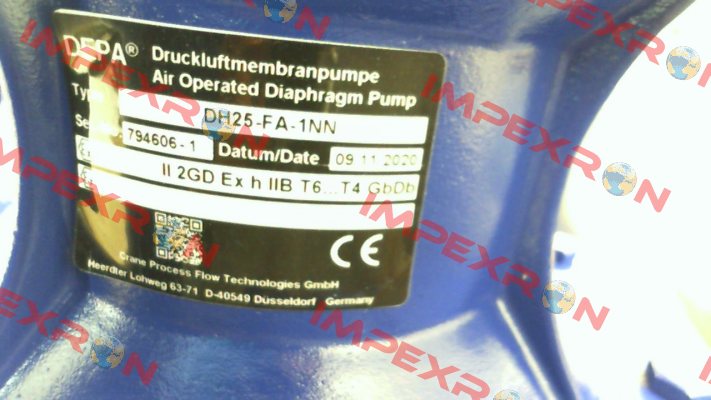 DEPA® Druckluftmembranpumpe
Air Operated Diaphragm Pump
Type DH25-FA-1NN
794606-1 Datum/Date 09.11.2020
II 2GD Ex h IIB T6...T4 GbDb
CE
Crane Process Flow Technologies GmbH
Heerdter Lohweg 63-71 D-40549 Düsseldorf Germany
IMPEXRON
IMPEXRON
IMPEXRON
IMPEXRON
IMPEXRON
IMPEXRON